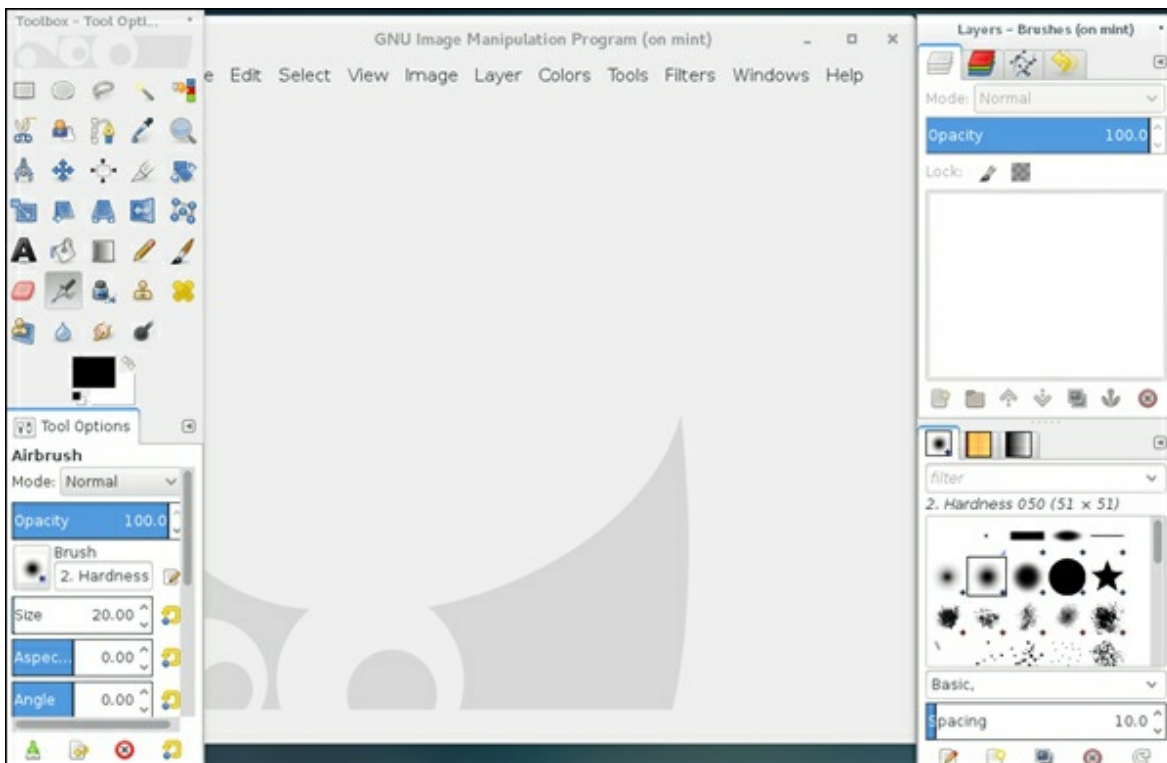 Toolbox - Tool Opti...
GNU Image Manipulation Program (on mint)
e Edit Select View Image Layer Colors Tools Filters Windows Help
Tool Options
Airbrush
Mode: Normal
Opacity 100.0
Brush
2. Hardness
Size 20.00
Aspec... 0.00
Angle 0.00
Layers - Brushes (on mint)
Mode: Normal
Opacity 100.0
Lock:
filter
2. Hardness 050 (51 × 51)
Basic,
Spacing 10.0